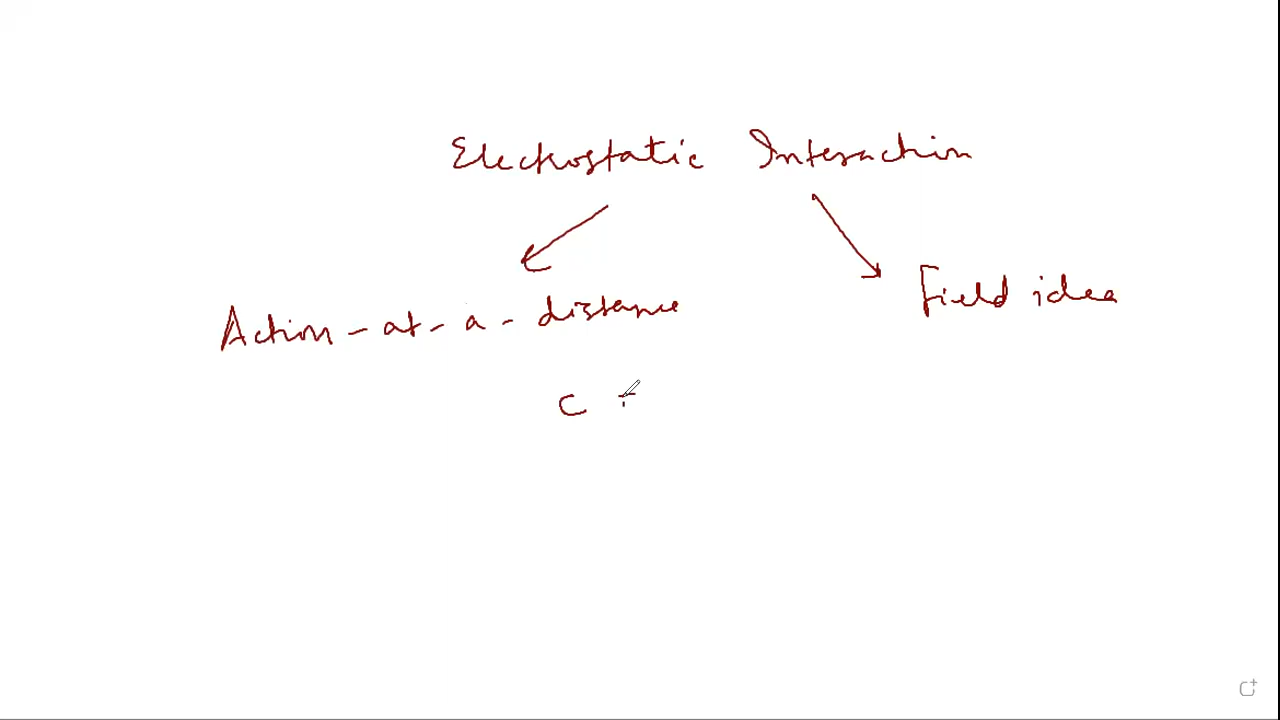 Electrostatic Interaction
Action-at-a-distance
Field idea
C